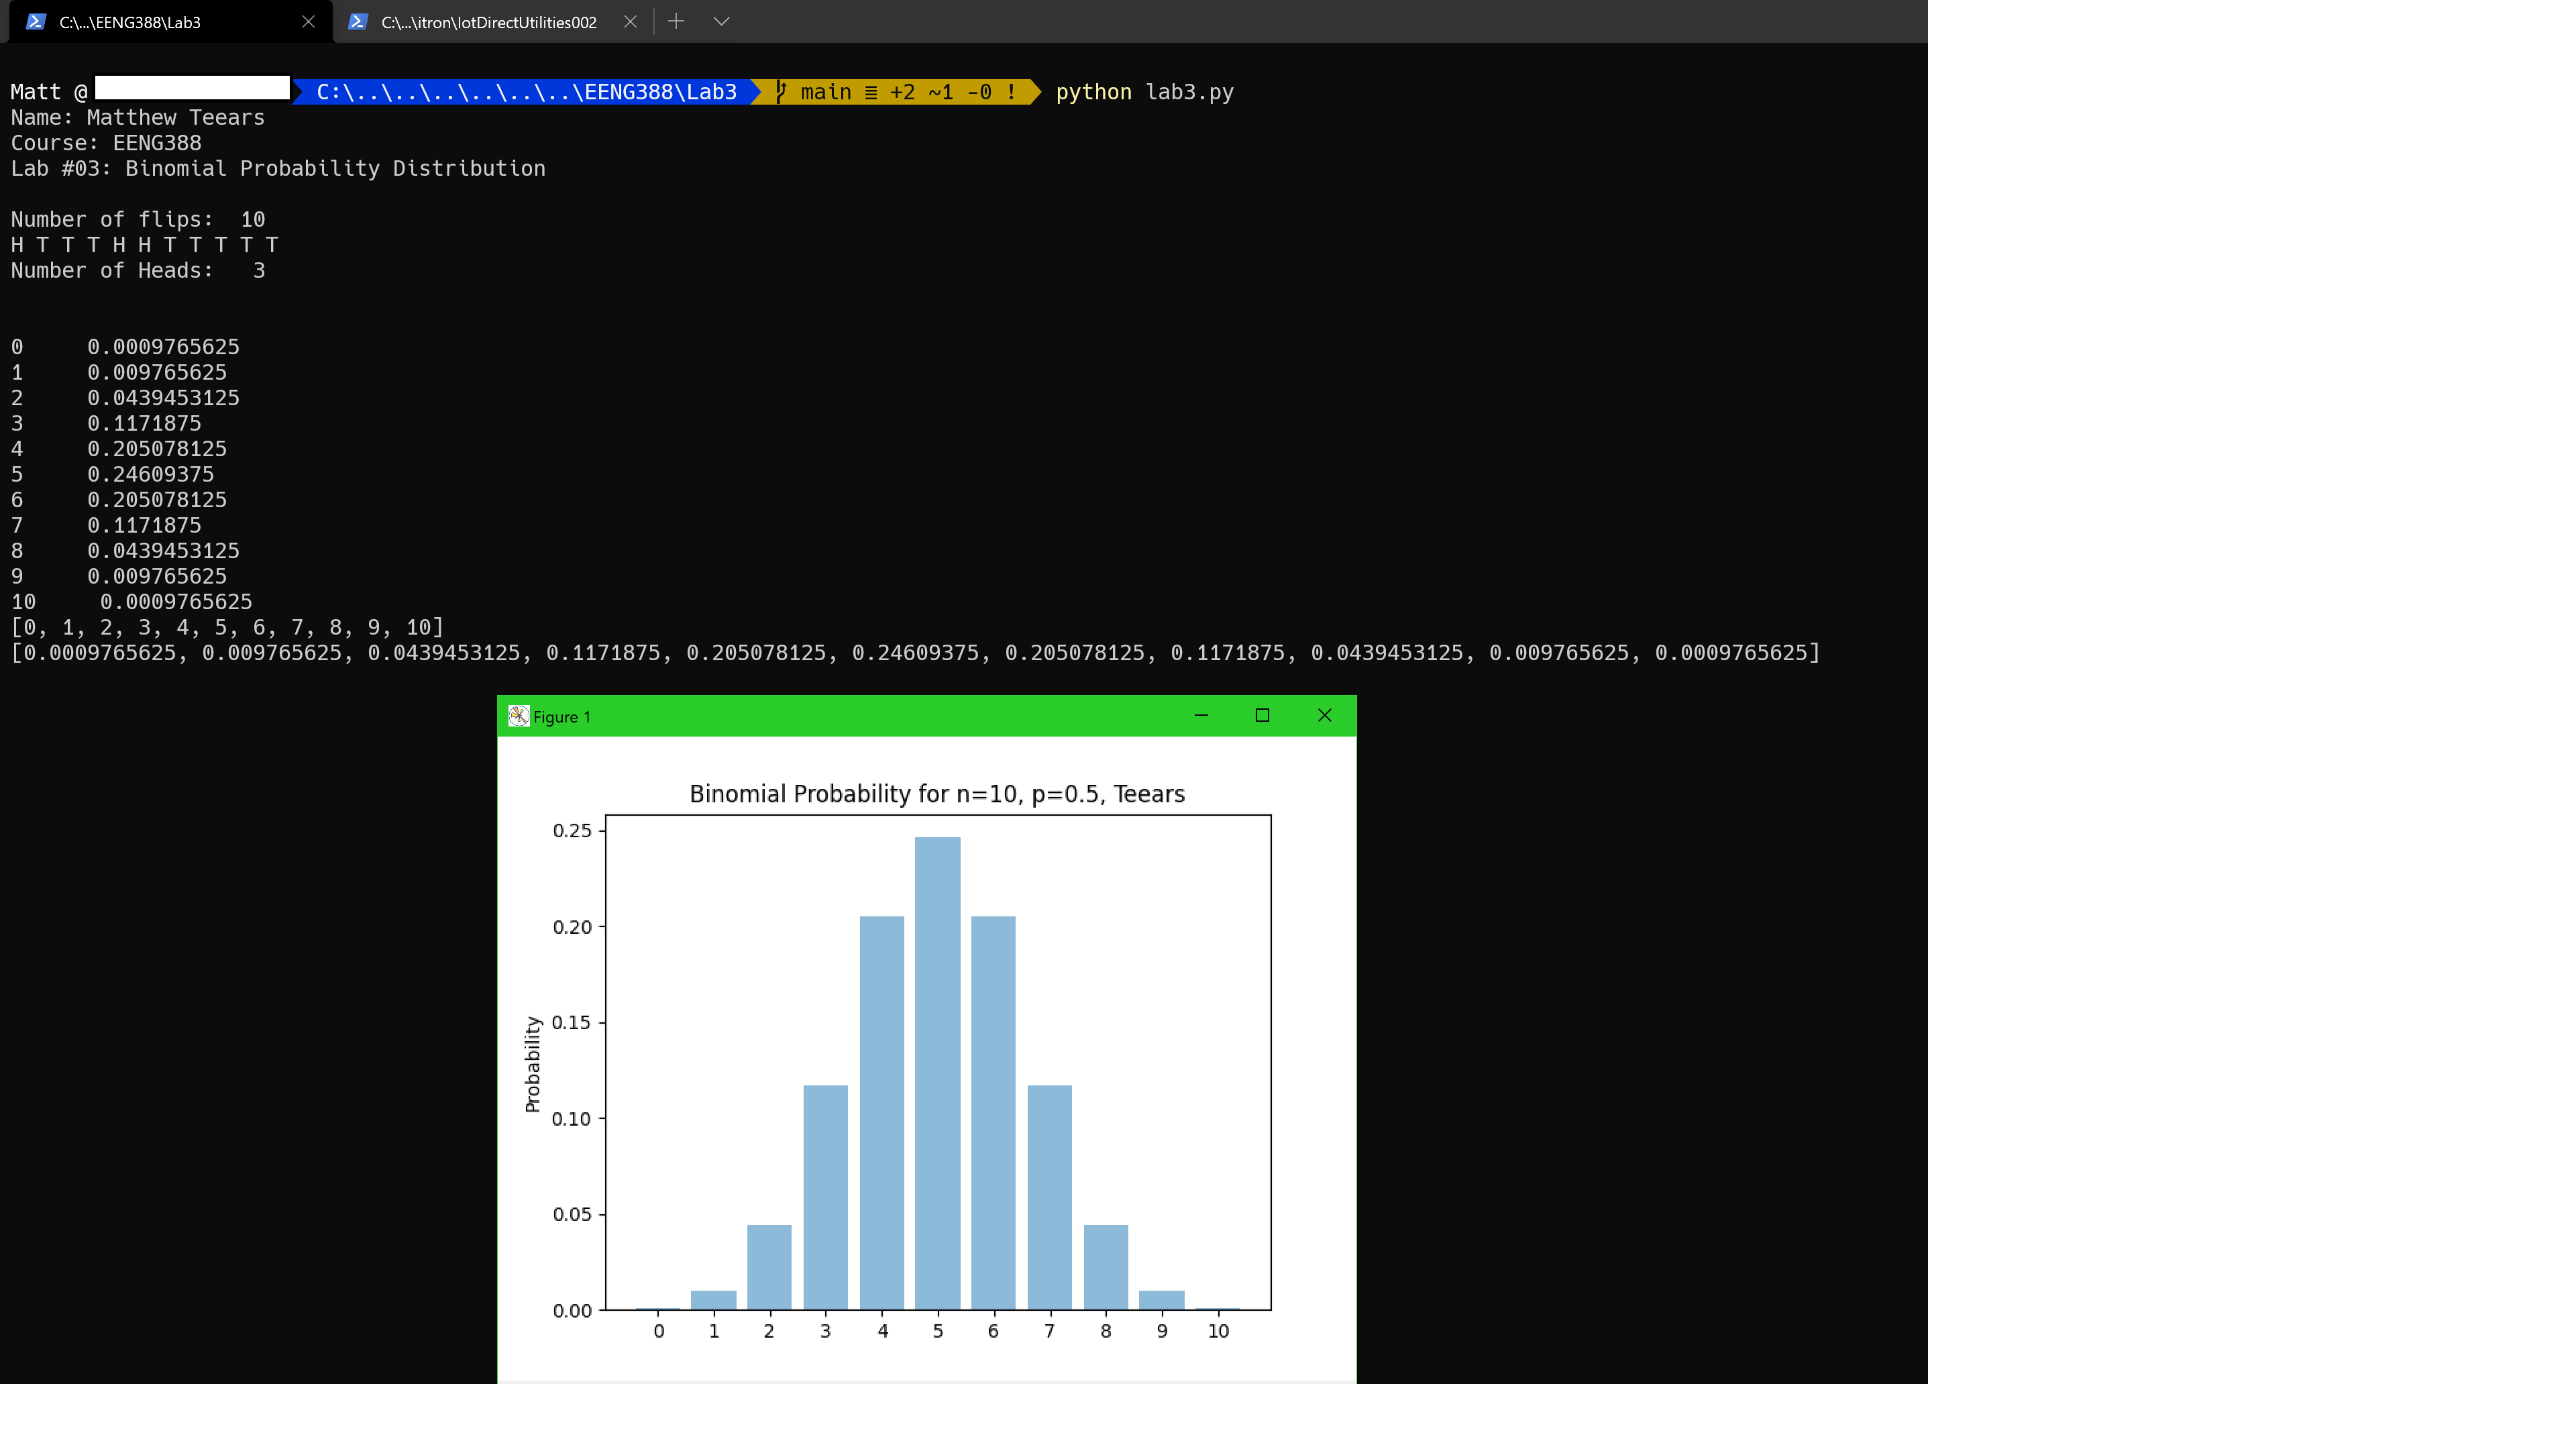 C:\...\EENG388\Lab3
C:\...\itron\IotDirectUtilities002
Matt @ C:\..\..\..\..\..\..\EENG388\Lab3 main ≡ +2 ~1 -0 ! python lab3.py
Name: Matthew Teears
Course: EENG388
Lab #03: Binomial Probability Distribution
Number of flips:  10
H T T T H H T T T T T
Number of Heads:   3
0     0.0009765625
1     0.009765625
2     0.0439453125
3     0.1171875
4     0.205078125
5     0.24609375
6     0.205078125
7     0.1171875
8     0.0439453125
9     0.009765625
10     0.0009765625
[0, 1, 2, 3, 4, 5, 6, 7, 8, 9, 10]
[0.0009765625, 0.009765625, 0.0439453125, 0.1171875, 0.205078125, 0.24609375, 0.205078125, 0.1171875, 0.0439453125, 0.009765625, 0.0009765625]
Figure 1
Binomial Probability for n=10, p=0.5, Teears
Probability
0.25
0.20
0.15
0.10
0.05
0.00
0 1 2 3 4 5 6 7 8 9 10